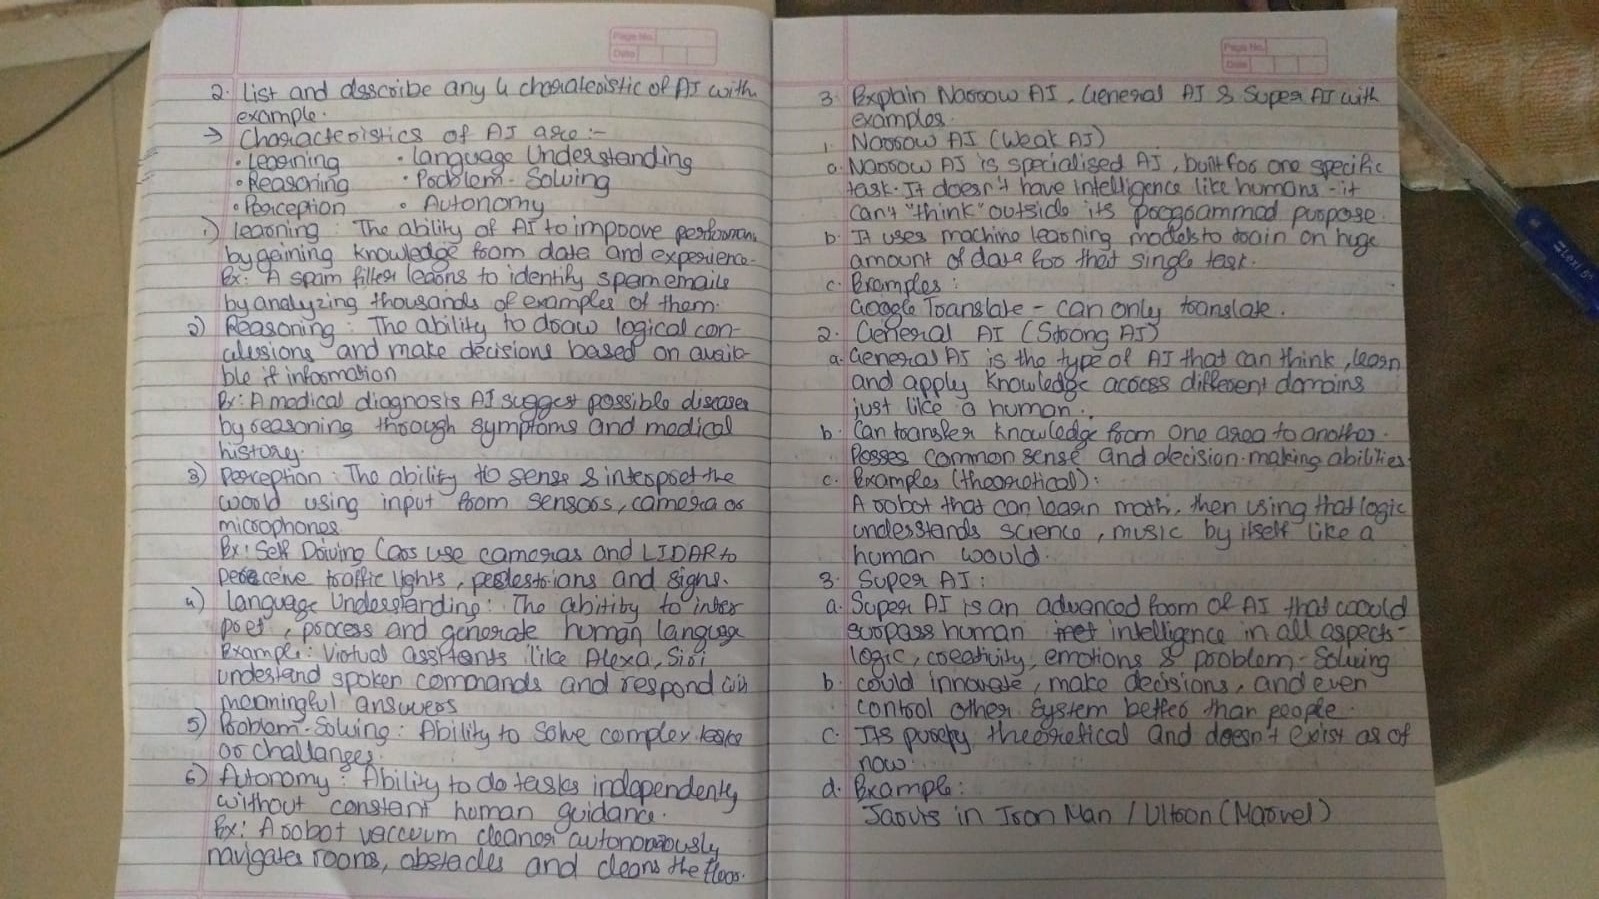 Page No.
Date
2. List and dsscribe any 4 charateristic of AI with
example.
→ Characteristics of AI are :-
• Learning • Language Understanding
• Reasoning • Problem - Solving
• Perception • Autonomy
1) Learning : The ability of AI to improve performan
by gaining knowledge from data and experience.
Ex: A spam filter learns to identify spam emails
by analyzing thousands of examples of them.
2) Reasoning : The ability to draw logical con-
clusions and make decisions based on availa-
ble if information
Ex: A medical diagnosis AI suggest possible diseases
by reasoning through symptoms and medical
history.
3) Perception : The ability to sense & interpret the
world using input from sensors, camera or
microphones
Ex: Self Driving Cars use cameras and LIDAR to
perceive traffic lights, pedestrians and signs.
4) Language Understanding : The abitity to inter
pret, process and generate human language
Example: Virtual assitants like Alexa, Siri
undestand spoken commands and respond
meaningful answers
5) Problem - Solving : Ability to solve complex tasks
or challanges.
6) Autonomy : Ability to do tasks independently
without constant human guidance.
Ex: A robot vaccuum cleaner autonomously
navigates rooms, obstacles and cleans the floor.
Page No.
Date
3. Explain Narrow AI, General AI & Super AI with
examples.
1. Narrow AI (Weak AI)
a. Narrow AI is specialised AI, built for one specific
task. It doesn't have intelligence like humans - it
can't "think" outside its programmed purpose.
b. It uses machine learning models to train on huge
amount of data for that single task.
c. Examples :
Google Translate - can only translate.
2. General AI (Strong AI)
a. General AI is the type of AI that can think, learn
and apply knowledge across different domains
just like a human.
b. Can transfer knowledge from one area to another.
Posses common sense and decision-making abilities.
c. Examples (theoretical) :
A robot that can learn math, then using that logic
understands science, music by itself like a
human would.
3. Super AI :
a. Super AI is an advanced form of AI that could
surpass human intelligence in all aspects -
logic, creativity, emotions & problem - Solving
b. could innovate, make decisions, and even
control other system better than people.
c. Its purely theoretical and doesn't exist as of
now.
d. Example :
Jarvis in Iron Man / Ultron (Marvel)